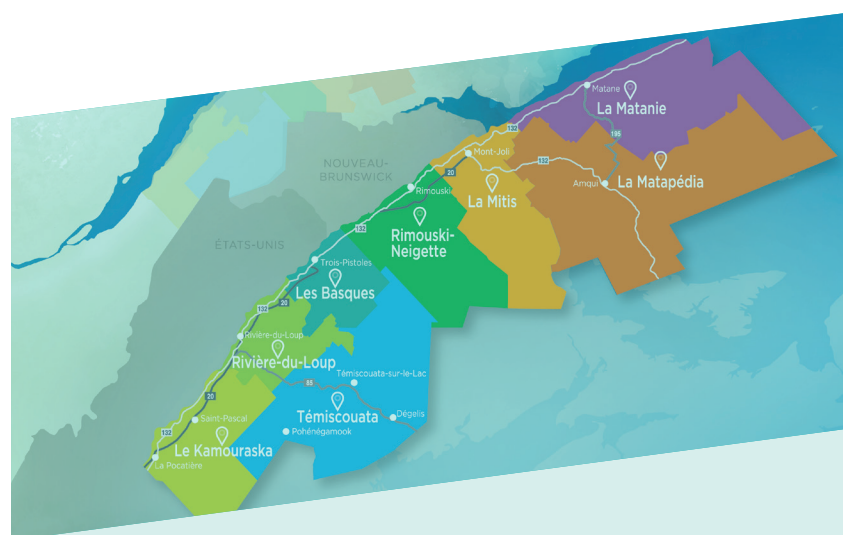 Matane
La Matanie
132
195
NOUVEAU-
BRUNSWICK
Mont-Joli
132
20
Amqui
La Matapédia
Rimouski
La Mitis
132
Rimouski-
Neigette
ÉTATS-UNIS
Trois-Pistoles
Les Basques
132
20
Rivière-du-Loup
Rivière-du-Loup
Témiscouata-sur-le-Lac
85
20
Saint-Pascal
Témiscouata
Dégelis
132
Pohénégamook
Le Kamouraska
La Pocatière